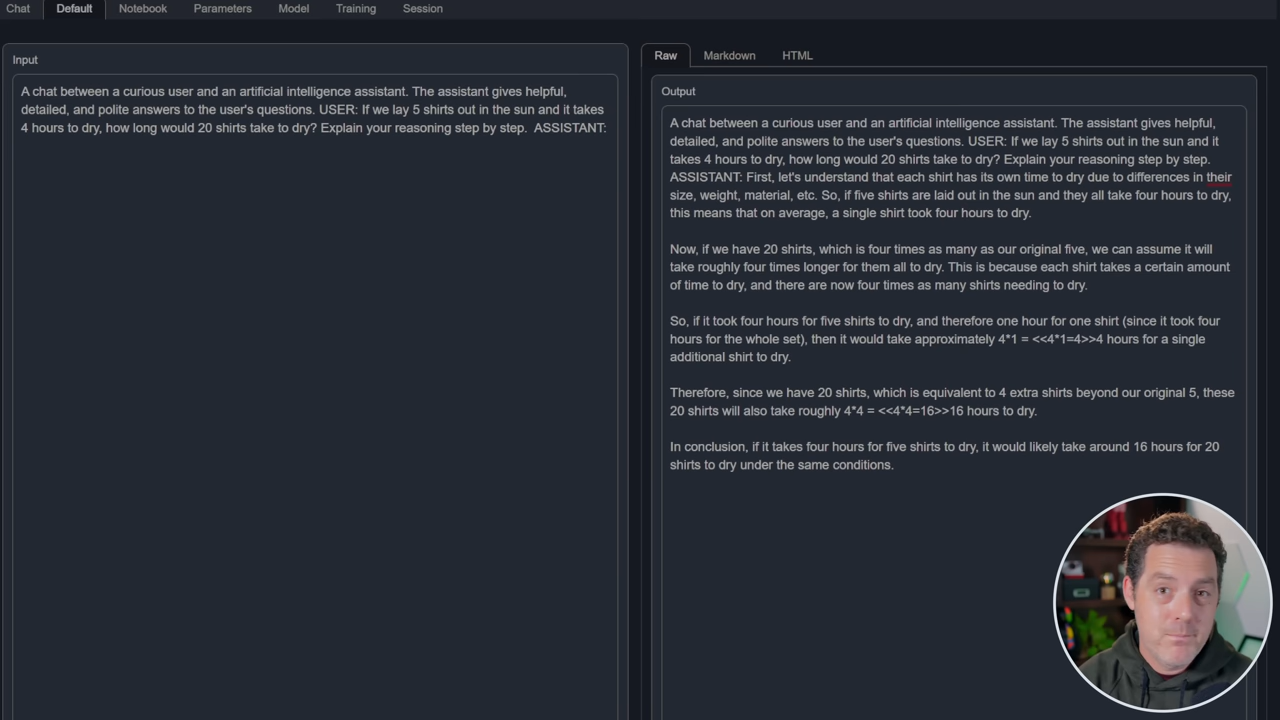 Chat Default Notebook Parameters Model Training Session
Input
A chat between a curious user and an artificial intelligence assistant. The assistant gives helpful,
detailed, and polite answers to the user's questions. USER: If we lay 5 shirts out in the sun and it takes
4 hours to dry, how long would 20 shirts take to dry? Explain your reasoning step by step.  ASSISTANT:
Raw Markdown HTML
Output
A chat between a curious user and an artificial intelligence assistant. The assistant gives helpful,
detailed, and polite answers to the user's questions. USER: If we lay 5 shirts out in the sun and it
takes 4 hours to dry, how long would 20 shirts take to dry? Explain your reasoning step by step.
ASSISTANT: First, let's understand that each shirt has its own time to dry due to differences in their
size, weight, material, etc. So, if five shirts are laid out in the sun and they all take four hours to dry,
this means that on average, a single shirt took four hours to dry.
Now, if we have 20 shirts, which is four times as many as our original five, we can assume it will
take roughly four times longer for them all to dry. This is because each shirt takes a certain amount
of time to dry, and there are now four times as many shirts needing to dry.
So, if it took four hours for five shirts to dry, and therefore one hour for one shirt (since it took four
hours for the whole set), then it would take approximately 4*1 = <<4*1=4>>4 hours for a single
additional shirt to dry.
Therefore, since we have 20 shirts, which is equivalent to 4 extra shirts beyond our original 5, these
20 shirts will also take roughly 4*4 = <<4*4=16>>16 hours to dry.
In conclusion, if it takes four hours for five shirts to dry, it would likely take around 16 hours for 20
shirts to dry under the same conditions.